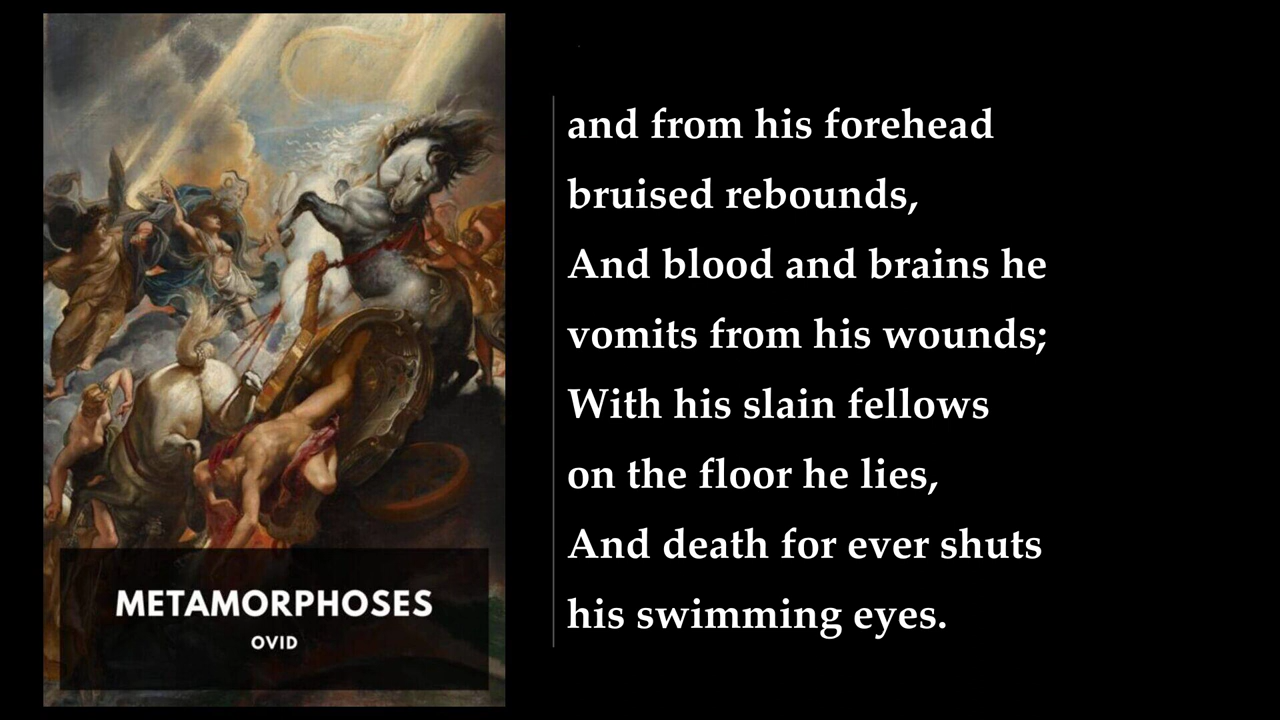 METAMORPHOSES
OVID
and from his forehead
bruised rebounds,
And blood and brains he
vomits from his wounds;
With his slain fellows
on the floor he lies,
And death for ever shuts
his swimming eyes.